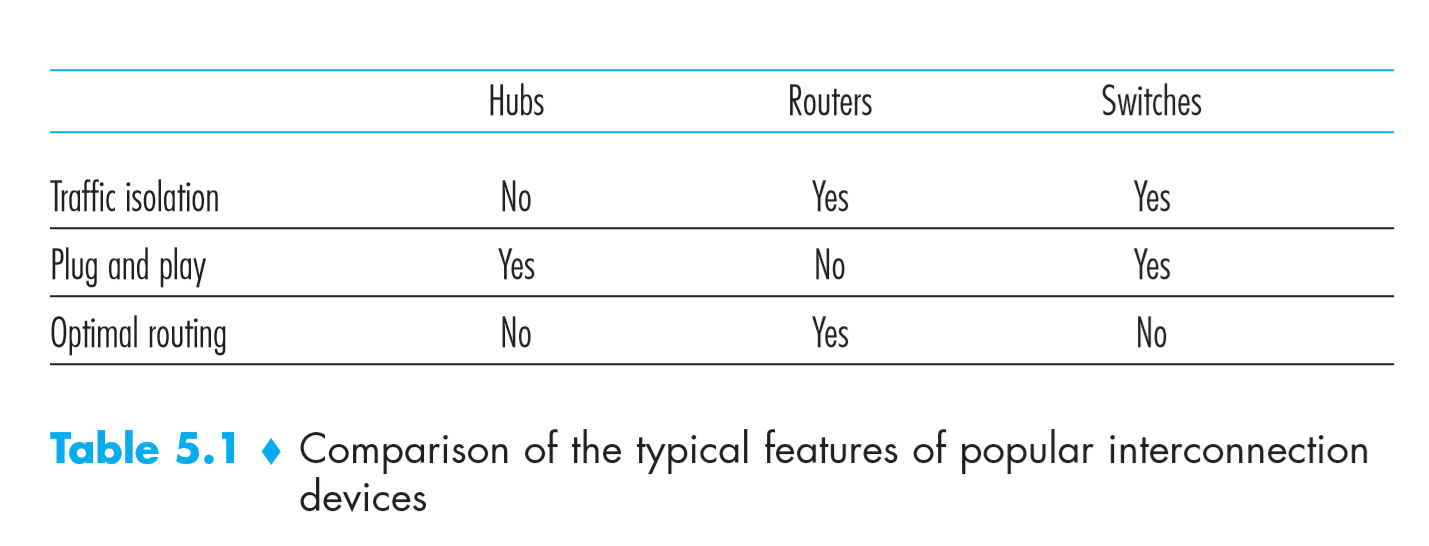 Hubs Routers Switches
Traffic isolation No Yes Yes
Plug and play Yes No Yes
Optimal routing No Yes No
Table 5.1 ♦ Comparison of the typical features of popular interconnection
devices